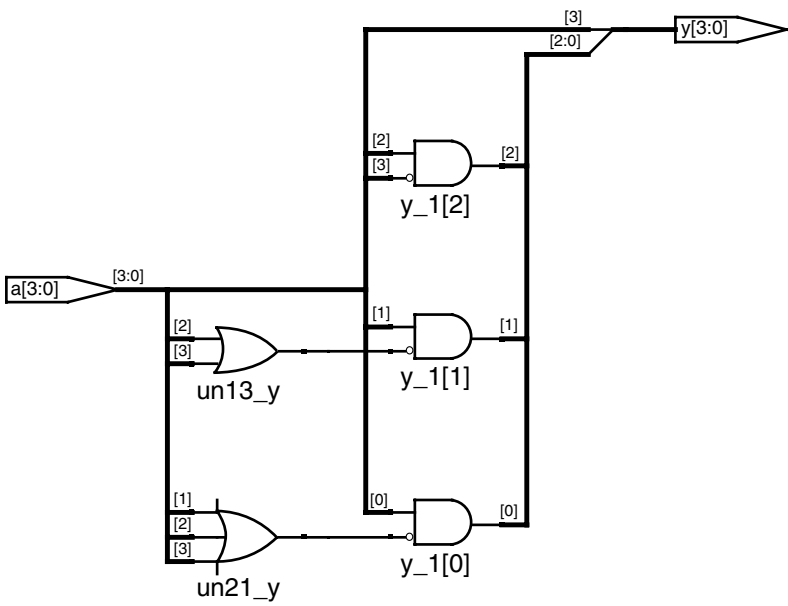 [3]
y[3:0]
[2:0]
[2]
[3]
[2]
y_1[2]
[3:0]
a[3:0]
[1]
[1]
[2]
[3]
un13_y
y_1[1]
[1]
[0]
[0]
[2]
[3]
un21_y
y_1[0]